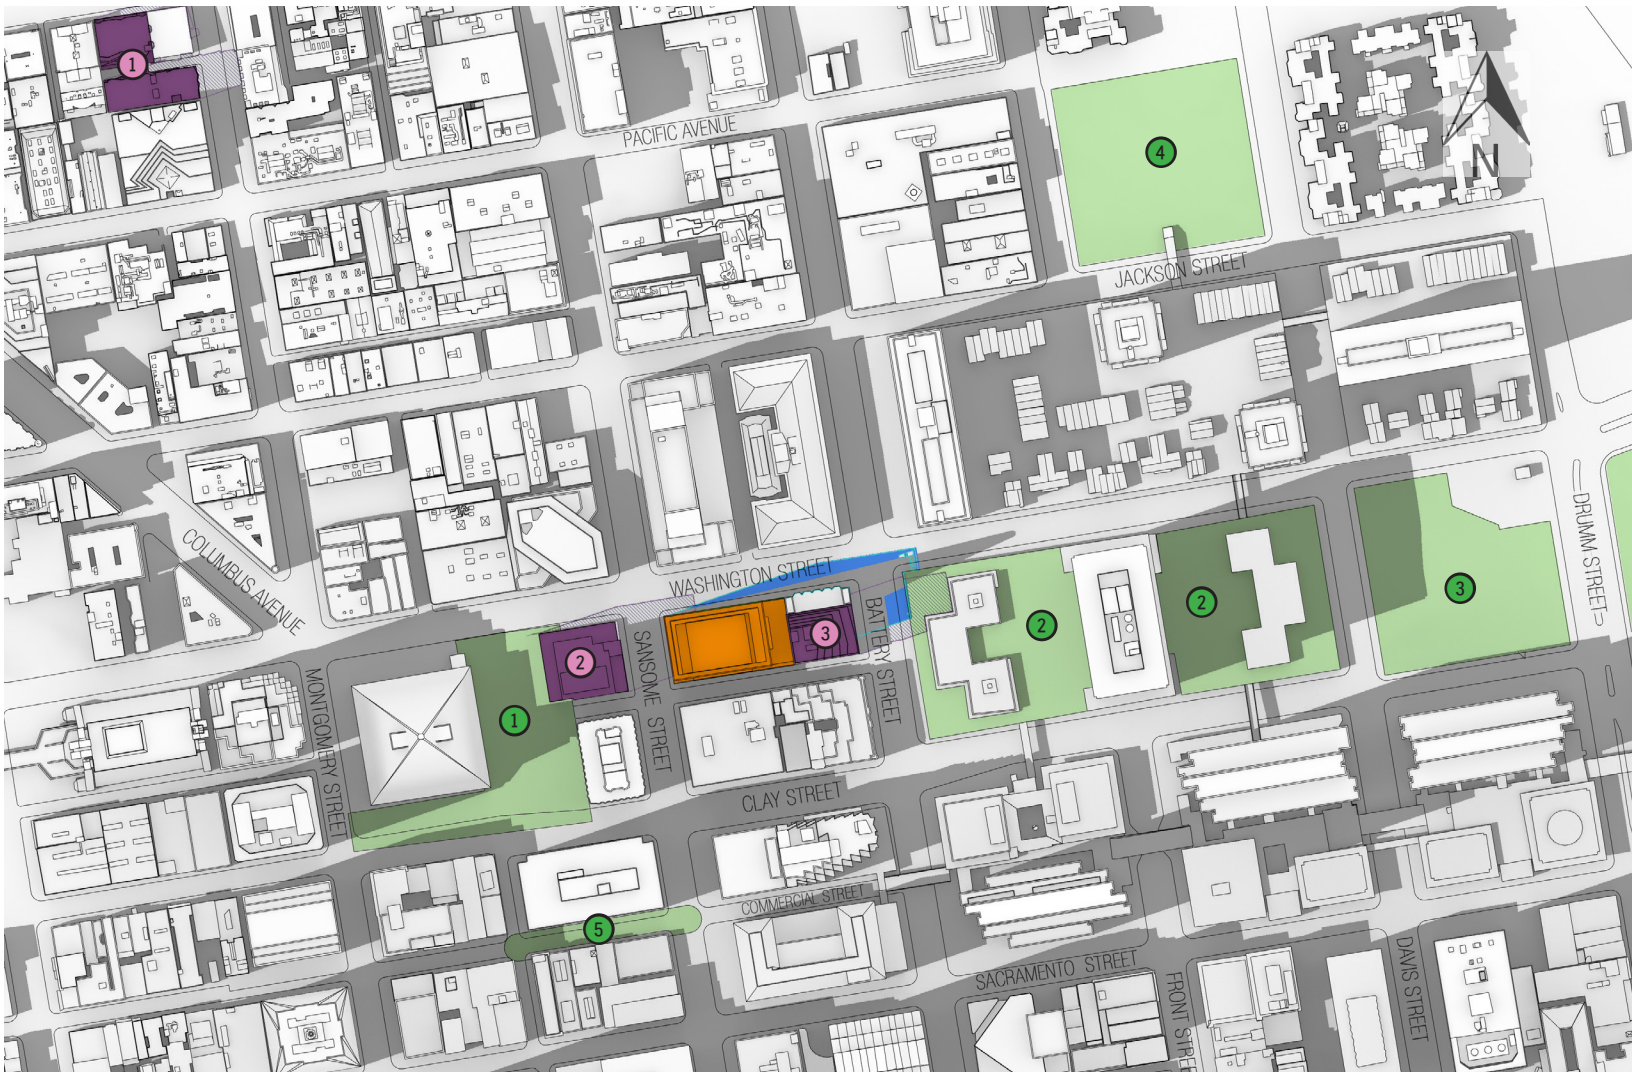 1
PACIFIC AVENUE
4
N
JACKSON STREET
COLUMBUS AVENUE
WASHINGTON STREET
DRUMM STREET
2
3
2
3
2
BATTERY STREET
SANSOME STREET
MONTGOMERY STREET
1
CLAY STREET
COMMERCIAL STREET
5
SACRAMENTO STREET
FRONT STRE
DAVIS STREET